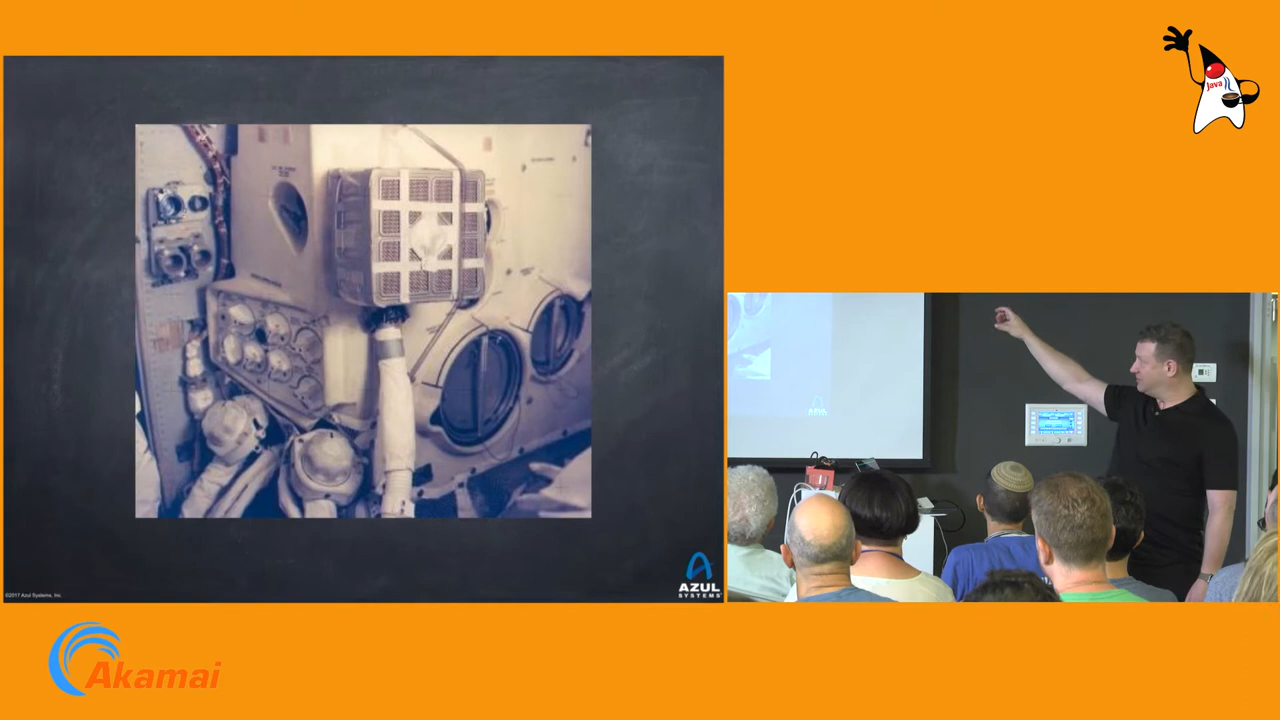 Java
©2017 Azul Systems, Inc.
AZUL
SYSTEMS
Akamai